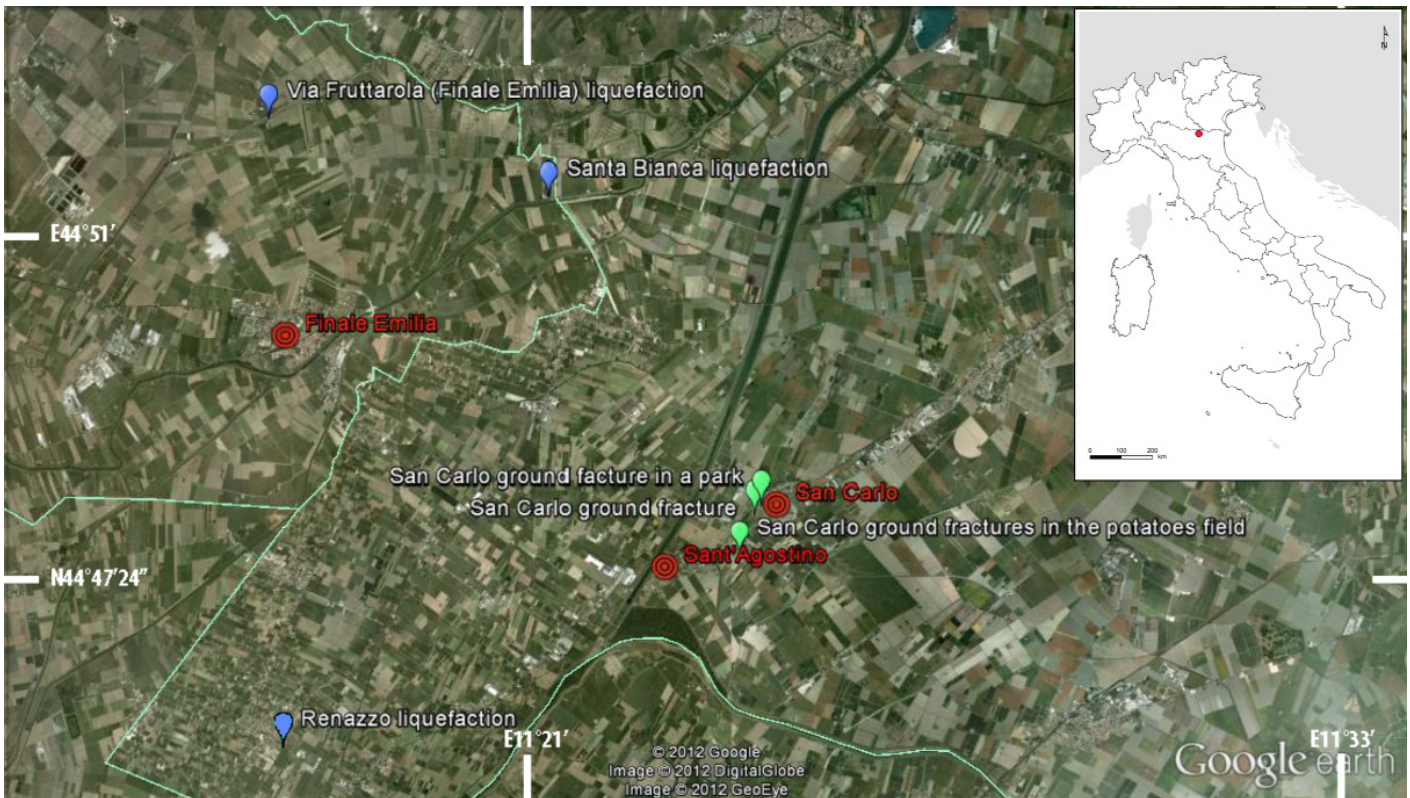 Via Fruttarola (Finale Emilia) liquefaction
Santa Bianca liquefaction
E44°51'
Finale Emilia
San Carlo ground facture in a park
San Carlo
San Carlo ground fracture
San Carlo ground fractures in the potatoes field
Sant'Agostino
N44°47'24"
Renazzo liquefaction
E11°21'
E11°33'
© 2012 Google
Image © 2012 DigitalGlobe
Image © 2012 GeoEye
Google earth
N
0 100 200
km